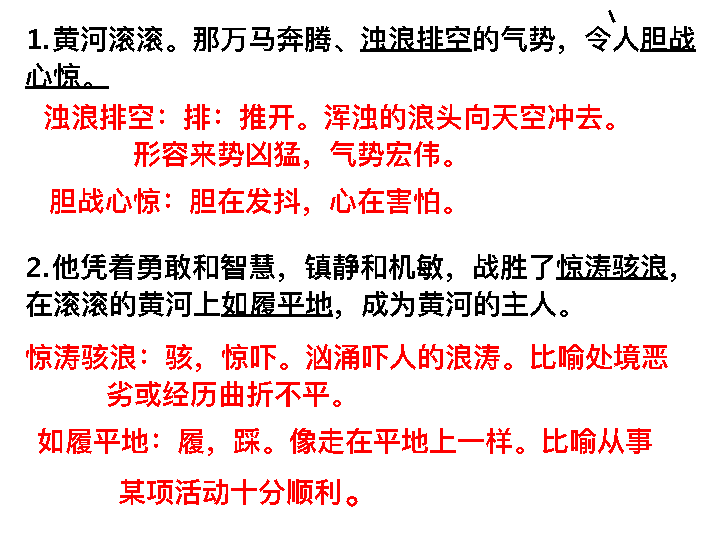 1.黄河滚滚。那万马奔腾、浊浪排空的气势，令人胆战
心惊。
浊浪排空：排：推开。浑浊的浪头向天空冲去。
形容来势凶猛，气势宏伟。
胆战心惊：胆在发抖，心在害怕。
2.他凭着勇敢和智慧，镇静和机敏，战胜了惊涛骇浪，
在滚滚的黄河上如履平地，成为黄河的主人。
惊涛骇浪：骇，惊吓。汹涌吓人的浪涛。比喻处境恶
劣或经历曲折不平。
如履平地：履，踩。像走在平地上一样。比喻从事
某项活动十分顺利。